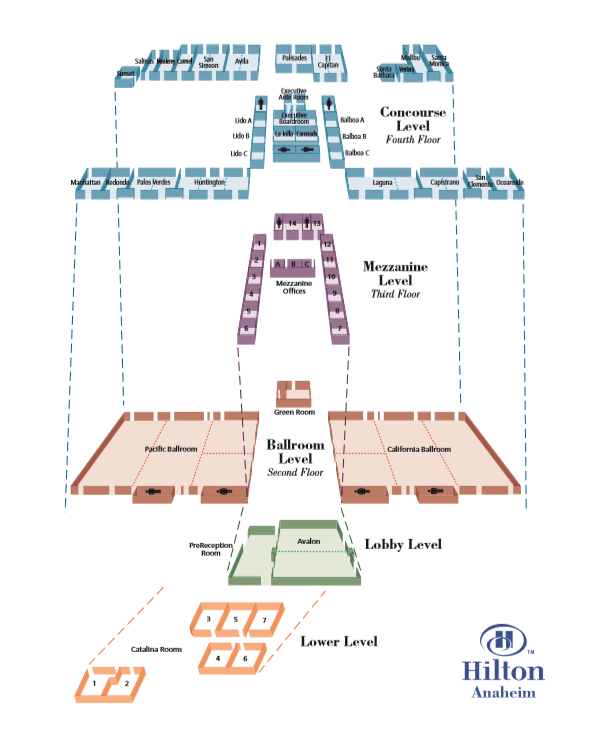 Sunset
Salinas
Monterey
Carmel
San
Simeon
Avila
Palisades
El
Capitan
Santa
Barbara
Ventura
Malibu
Santa
Monica
Executive
Ante Room
Executive
Boardroom
La Jolla
Coronado
Lido A
Lido B
Lido C
Balboa A
Balboa B
Balboa C
Concourse
Level
Fourth Floor
Manhattan
Redondo
Palos Verdes
Huntington
Laguna
Capistrano
San
Clemente
Oceanside
14
13
1
2
3
4
5
6
12
11
10
9
8
7
A
B
C
Mezzanine
Offices
Mezzanine
Level
Third Floor
Green Room
Pacific Ballroom
Ballroom
Level
Second Floor
California Ballroom
PreReception
Room
Avalon
Lobby Level
3
5
7
4
6
1
2
Catalina Rooms
Lower Level
H
TM
Hilton
Anaheim